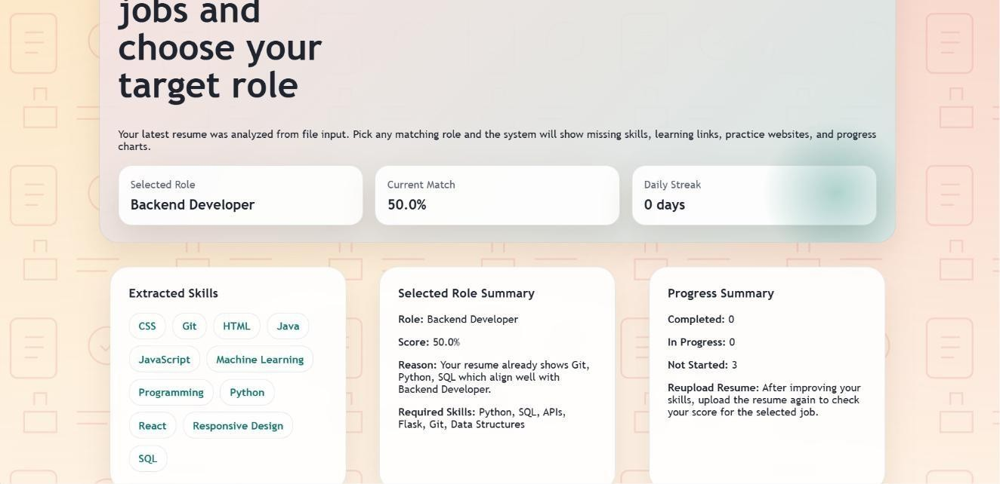 jobs and
choose your
target role
Your latest resume was analyzed from file input. Pick any matching role and the system will show missing skills, learning links, practice websites, and progress
charts.
Selected Role
Backend Developer
Current Match
50.0%
Daily Streak
0 days
Extracted Skills
CSS
Git
HTML
Java
JavaScript
Machine Learning
Programming
Python
React
Responsive Design
SQL
Selected Role Summary
Role: Backend Developer
Score: 50.0%
Reason: Your resume already shows Git,
Python, SQL which align well with
Backend Developer.
Required Skills: Python, SQL, APIs,
Flask, Git, Data Structures
Progress Summary
Completed: 0
In Progress: 0
Not Started: 3
Reupload Resume: After improving your
skills, upload the resume again to check
your score for the selected job.